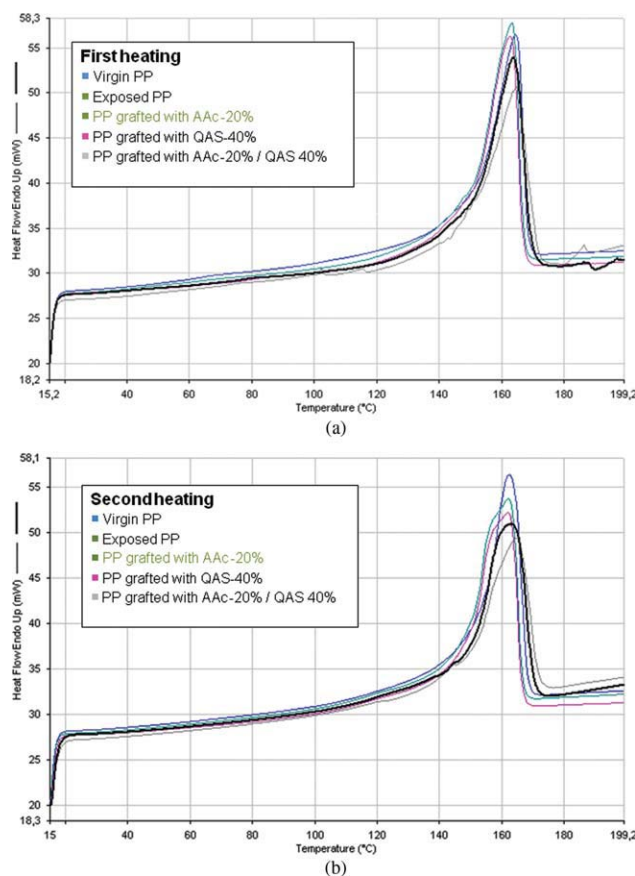 58,3
55
50
45
40
35
30
25
20
18,2
Heat Flow Endo Up (mW)
First heating
Virgin PP
Exposed PP
PP grafted with AAc-20%
PP grafted with QAS-40%
PP grafted with AAc-20% / QAS 40%
15,2 40 60 80 100 120 140 160 180 199,2
Temperature (°C)
(a)
58,1
55
50
45
40
35
30
25
20
18,3
Heat Flow Endo Up (mW)
Second heating
Virgin PP
Exposed PP
PP grafted with AAc-20%
PP grafted with QAS-40%
PP grafted with AAc-20% / QAS 40%
15 40 60 80 100 120 140 160 180 199,2
Temperature (°C)
(b)